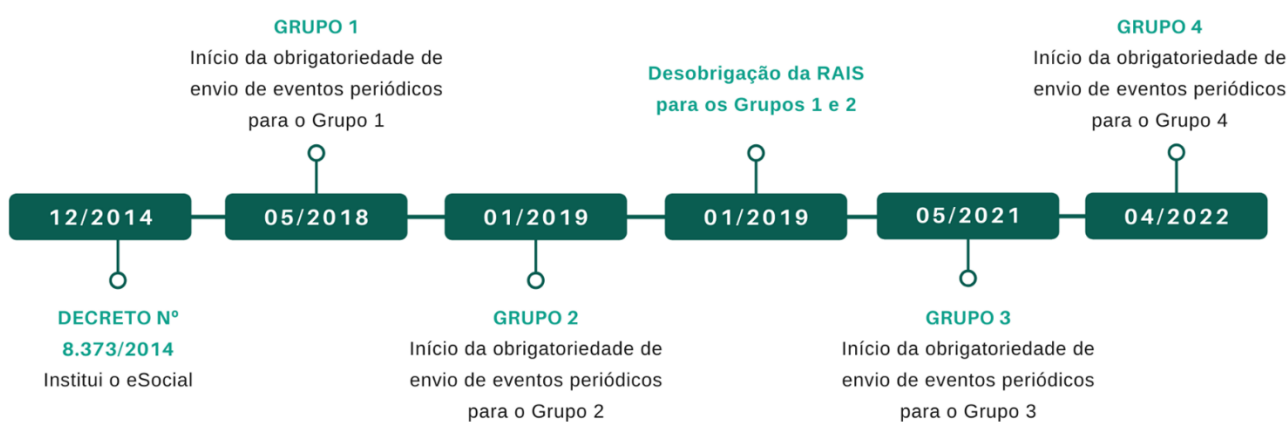 GRUPO 1
Início da obrigatoriedade de
envio de eventos periódicos
para o Grupo 1
Desobrigação da RAIS
para os Grupos 1 e 2
GRUPO 4
Início da obrigatoriedade de
envio de eventos periódicos
para o Grupo 4
12/2014
05/2018
01/2019
01/2019
05/2021
04/2022
DECRETO Nº
8.373/2014
Institui o eSocial
GRUPO 2
Início da obrigatoriedade de
envio de eventos periódicos
para o Grupo 2
GRUPO 3
Início da obrigatoriedade de
envio de eventos periódicos
para o Grupo 3